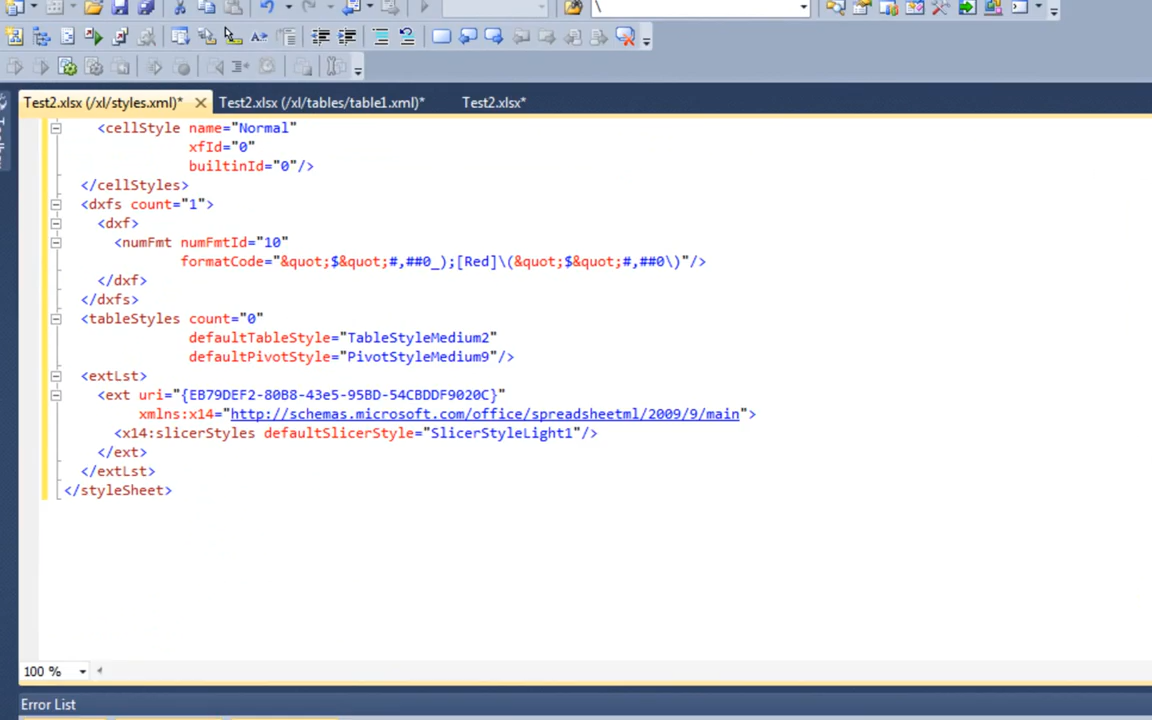 Test2.xlsx (/xl/styles.xml)* Test2.xlsx (/xl/tables/table1.xml)* Test2.xlsx*
<cellStyle name="Normal"
xfId="0"
builtinId="0"/>
</cellStyles>
<dxfs count="1">
<dxf>
<numFmt numFmtId="10"
formatCode="&quot;$&quot;#,##0_);[Red]\(&quot;$&quot;#,##0\)"/>
</dxf>
</dxfs>
<tableStyles count="0"
defaultTableStyle="TableStyleMedium2"
defaultPivotStyle="PivotStyleMedium9"/>
<extLst>
<ext uri="{EB79DEF2-80B8-43e5-95BD-54CBDDF9020C}"
xmlns:x14="http://schemas.microsoft.com/office/spreadsheetml/2009/9/main">
<x14:slicerStyles defaultSlicerStyle="SlicerStyleLight1"/>
</ext>
</extLst>
</styleSheet>
100 %
Error List